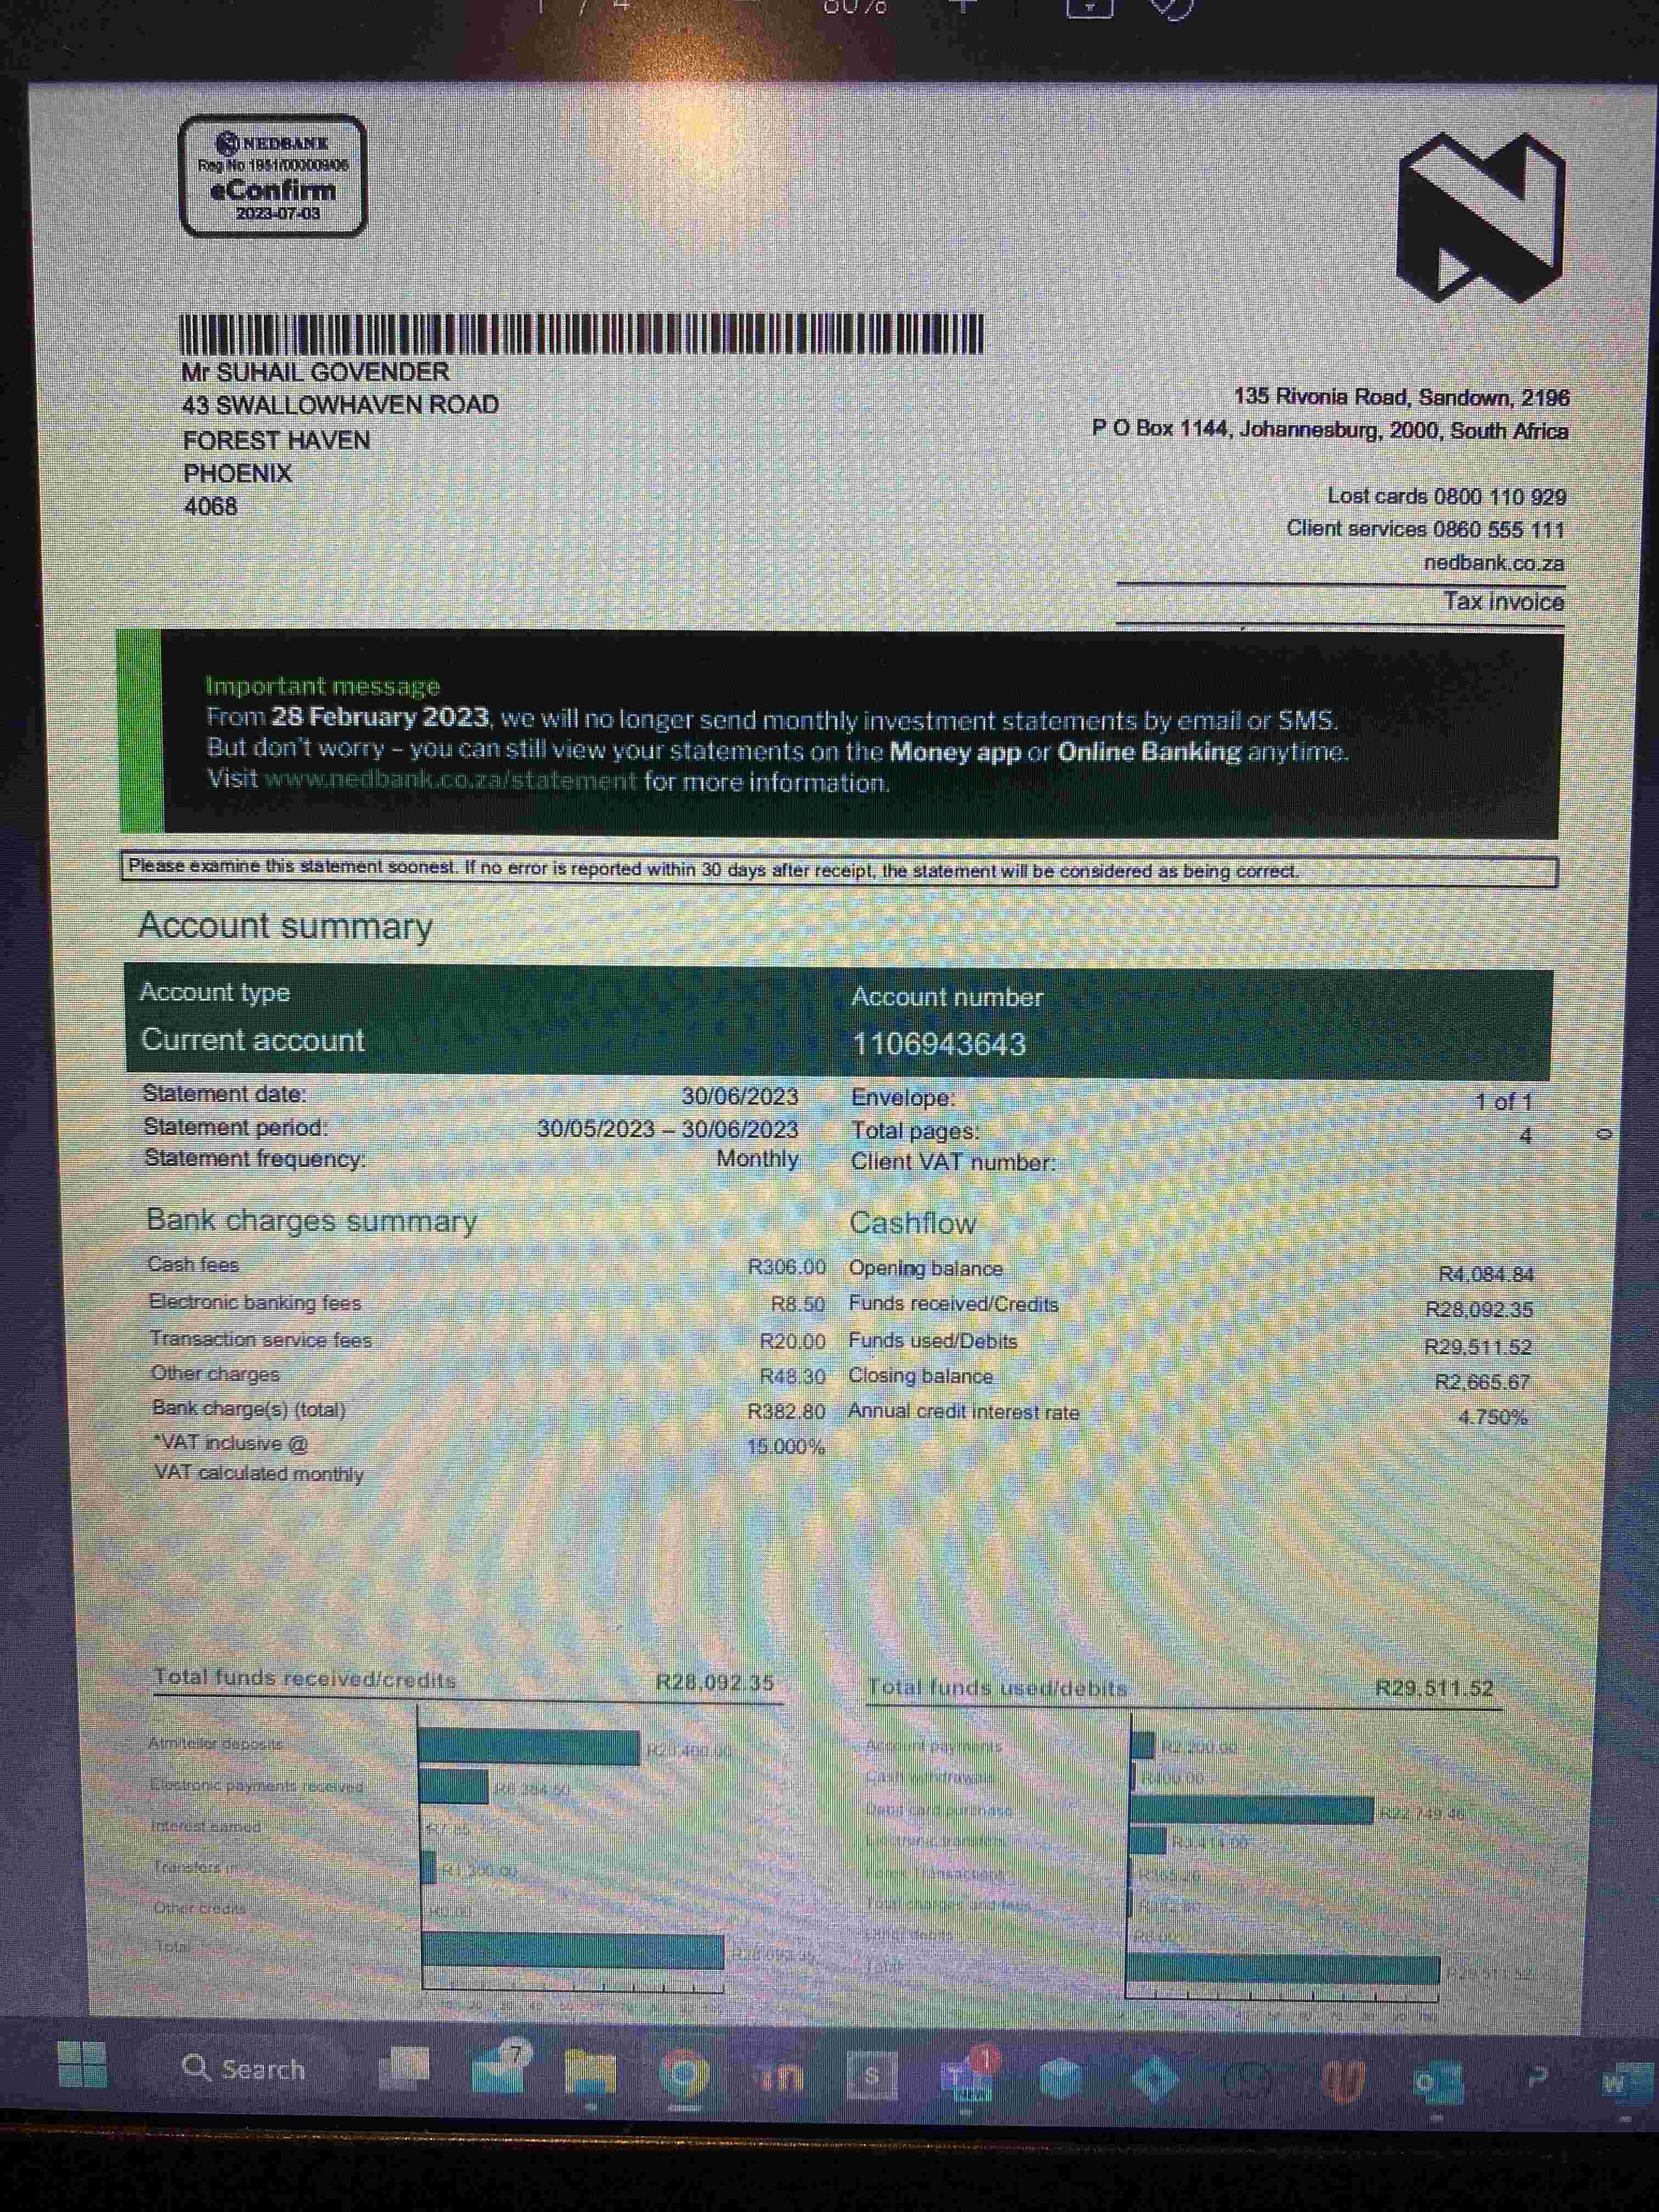 80%
NEDBANK
Reg No 1951/000009/06
eConfirm
2023-07-03
Mr SUHAIL GOVENDER
43 SWALLOWHAVEN ROAD
FOREST HAVEN
PHOENIX
4068
135 Rivonia Road, Sandown, 2196
P O Box 1144, Johannesburg, 2000, South Africa
Lost cards 0800 110 929
Client services 0860 555 111
nedbank.co.za
Tax invoice
Important message
From 28 February 2023, we will no longer send monthly investment statements by email or SMS.
But don't worry – you can still view your statements on the Money app or Online Banking anytime.
Visit www.nedbank.co.za/statement for more information.
Please examine this statement soonest. If no error is reported within 30 days after receipt, the statement will be considered as being correct.
Account summary
Account type Account number
Current account 1106943643
Statement date: 30/06/2023 Envelope: 1 of 1
Statement period: 30/05/2023 – 30/06/2023 Total pages: 4
Statement frequency: Monthly Client VAT number:
Bank charges summary Cashflow
Cash fees R306.00 Opening balance R4,084.84
Electronic banking fees R8.50 Funds received/Credits R28,092.35
Transaction service fees R20.00 Funds used/Debits R29,511.52
Other charges R48.30 Closing balance R2,665.67
Bank charge(s) (total) R382.80 Annual credit interest rate 4.750%
*VAT inclusive @ 15.000%
VAT calculated monthly
Total funds received/credits R28,092.35 Total funds used/debits R29,511.52
Atm/teller deposits R20,400.00 Account payments R2,200.00
Electronic payments received R6,384.50 Cash withdrawals R400.00
Interest earned R7.85 Debit card purchase R22,749.46
Transfers in R1,300.00 Electronic transfers
Other credits R0.00 Forex Transactions
Total R28,092.35 Total charges and fees
Other debits R0.00
Total R29,511.52
Search
7
1
S